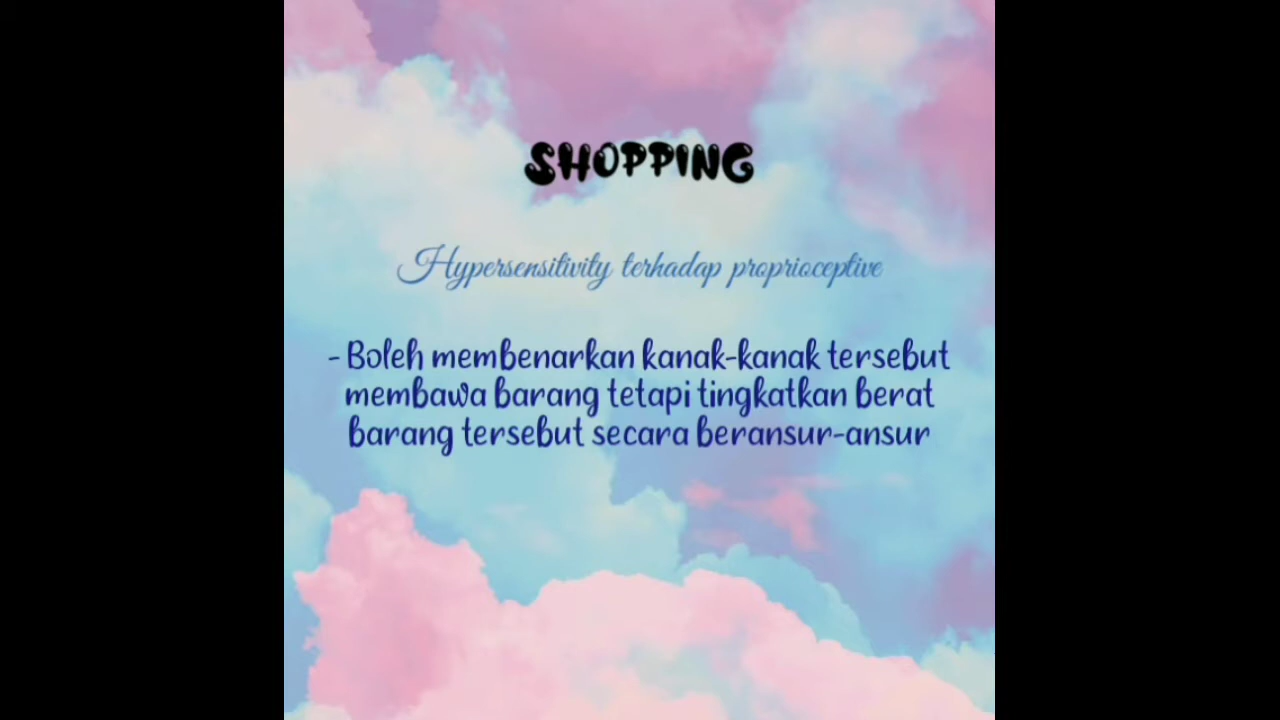 SHOPPING
Hypersensitivity terhadap proprioceptive
- Boleh membenarkan kanak-kanak tersebut
membawa barang tetapi tingkatkan berat
barang tersebut secara beransur-ansur